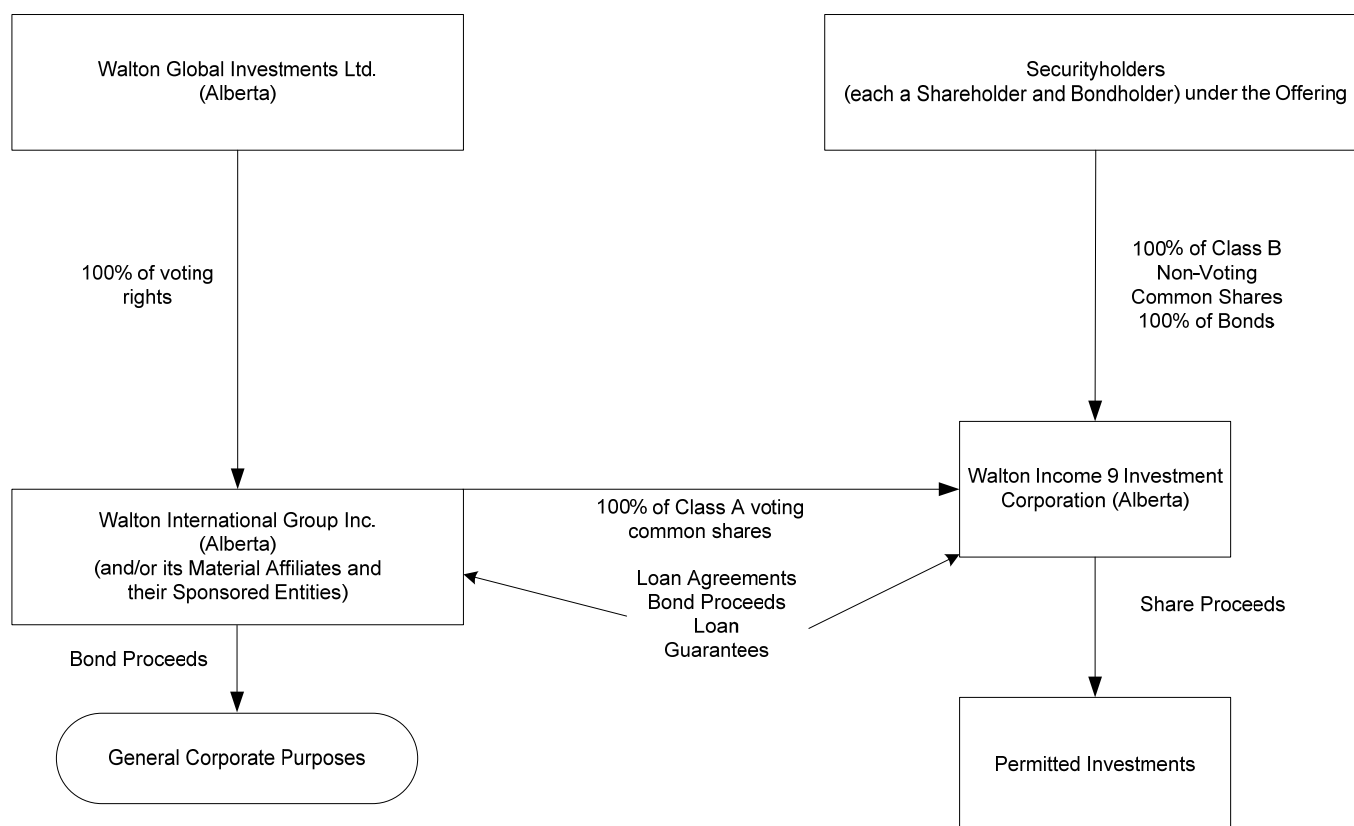 Walton Global Investments Ltd.
(Alberta)
Securityholders
(each a Shareholder and Bondholder) under the Offering
100% of voting
rights
100% of Class B
Non-Voting
Common Shares
100% of Bonds
Walton International Group Inc.
(Alberta)
(and/or its Material Affiliates and
their Sponsored Entities)
100% of Class A voting
common shares
Walton Income 9 Investment
Corporation (Alberta)
Loan Agreements
Bond Proceeds
Loan
Guarantees
Bond Proceeds
Share Proceeds
General Corporate Purposes
Permitted Investments